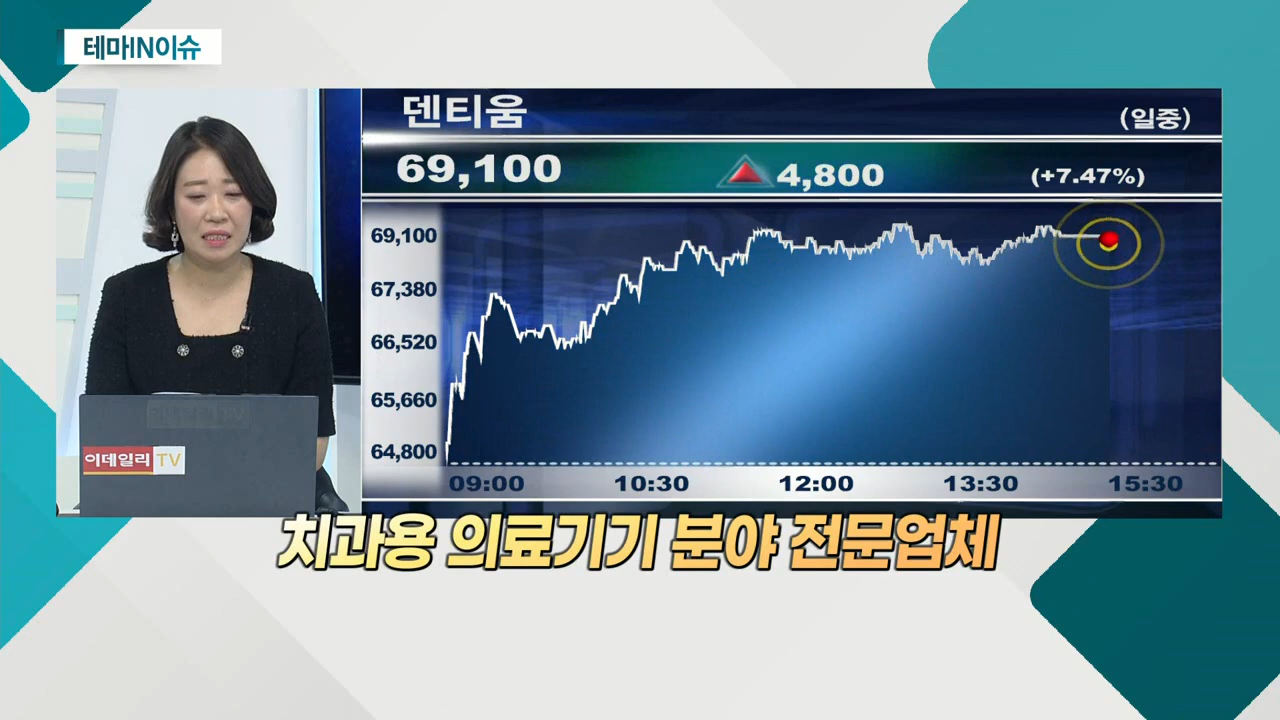 테마IN이슈
덴티움
(일중)
69,100
4,800
(+7.47%)
69,100
67,380
66,520
65,660
64,800
09:00
10:30
12:00
13:30
15:30
이데일리 TV
치과용 의료기기 분야 전문업체